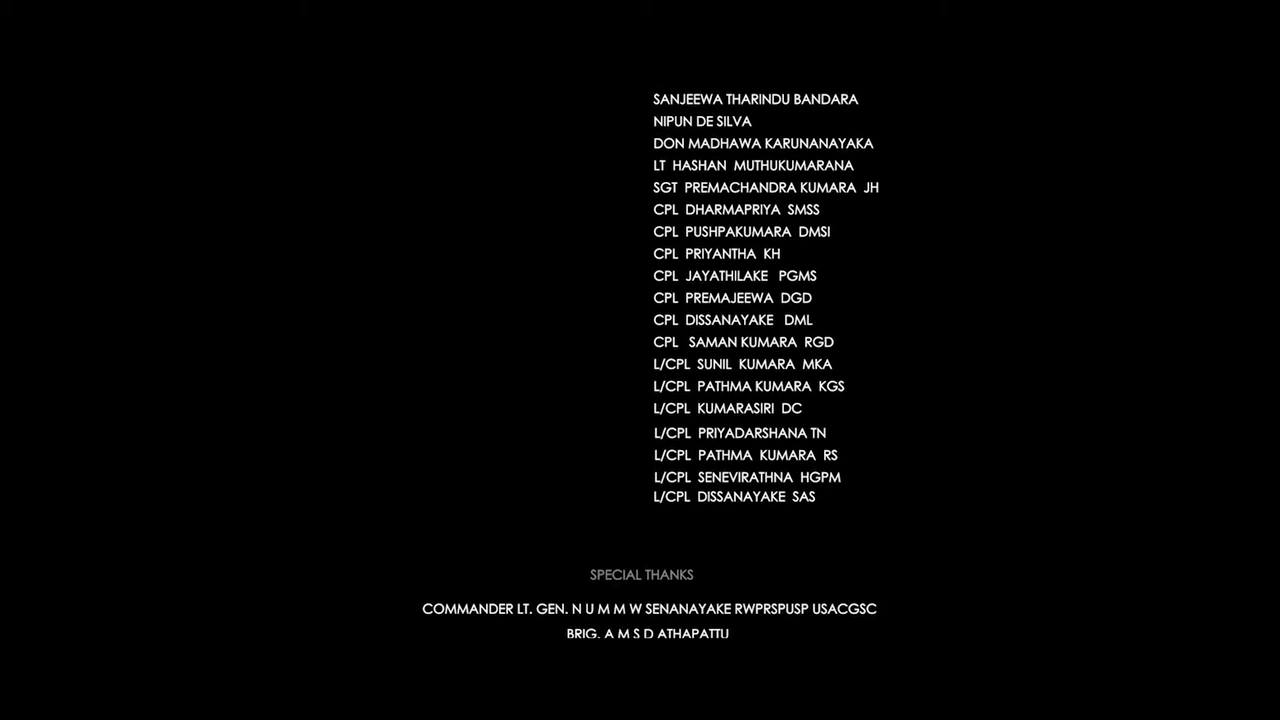 SANJEEWA THARINDU BANDARA
NIPUN DE SILVA
DON MADHAWA KARUNANAYAKA
LT HASHAN MUTHUKUMARANA
SGT PREMACHANDRA KUMARA JH
CPL DHARMAPRIYA SMSS
CPL PUSHPAKUMARA DMSI
CPL PRIYANTHA KH
CPL JAYATHILAKE PGMS
CPL PREMAJEEWA DGD
CPL DISSANAYAKE DML
CPL SAMAN KUMARA RGD
L/CPL SUNIL KUMARA MKA
L/CPL PATHMA KUMARA KGS
L/CPL KUMARASIRI DC
L/CPL PRIYADARSHANA TN
L/CPL PATHMA KUMARA RS
L/CPL SENEVIRATHNA HGPM
L/CPL DISSANAYAKE SAS
SPECIAL THANKS
COMMANDER LT. GEN. N U M M W SENANAYAKE RWPRSPUSP USACGSC
BRIG. A M S D ATHAPATTU